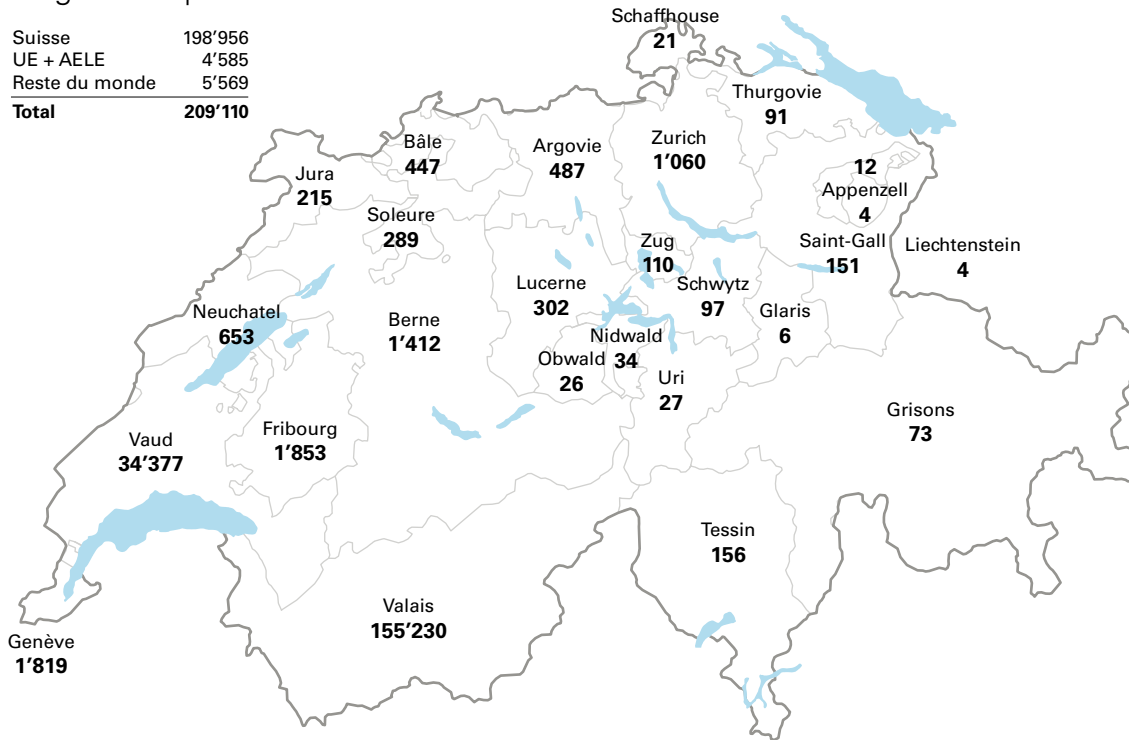 Suisse 198’956
UE + AELE 4’585
Reste du monde 5’569
Total 209’110
Schaffhouse
21
Thurgovie
91
Bâle
447
Argovie
487
Zurich
1’060
Jura
215
12
Appenzell
4
Soleure
289
Zug
110
Saint-Gall
151
Liechtenstein
4
Lucerne
302
Schwytz
97
Neuchatel
653
Berne
1’412
Glaris
6
Nidwald
34
Obwald
26
Uri
27
Grisons
73
Vaud
34’377
Fribourg
1’853
Tessin
156
Valais
155’230
Genève
1’819